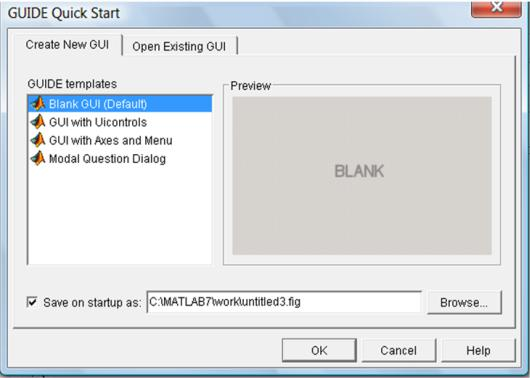 GUIDE Quick Start
Create New GUI
Open Existing GUI
GUIDE templates
Blank GUI (Default)
GUI with Uicontrols
GUI with Axes and Menu
Modal Question Dialog
Preview
BLANK
Save on startup as: C:\MATLAB7\work\untitled3.fig Browse...
OK Cancel Help